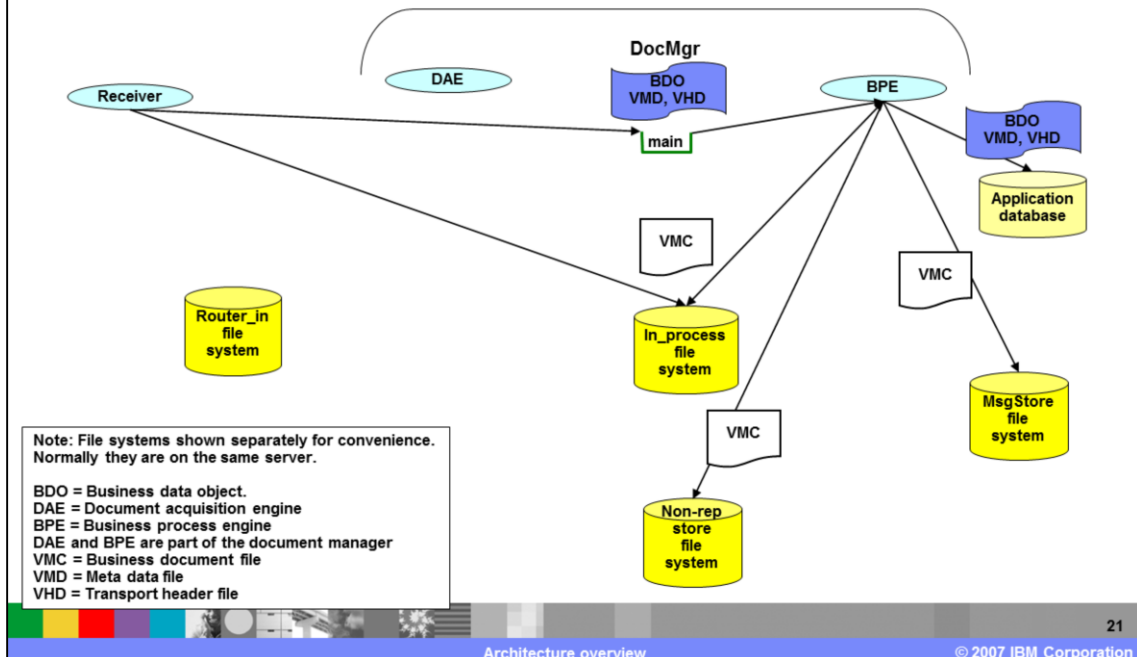 DocMgr
DAE
BDO
VMD, VHD
BPE
Receiver
main
BDO
VMD, VHD
Application
database
VMC
VMC
Router_in
file
system
In_process
file
system
MsgStore
file
system
VMC
Non-rep
store
file
system
Note: File systems shown separately for convenience.
Normally they are on the same server.
BDO = Business data object.
DAE = Document acquisition engine
BPE = Business process engine
DAE and BPE are part of the document manager
VMC = Business document file
VMD = Meta data file
VHD = Transport header file
21
Architecture overview
© 2007 IBM Corporation